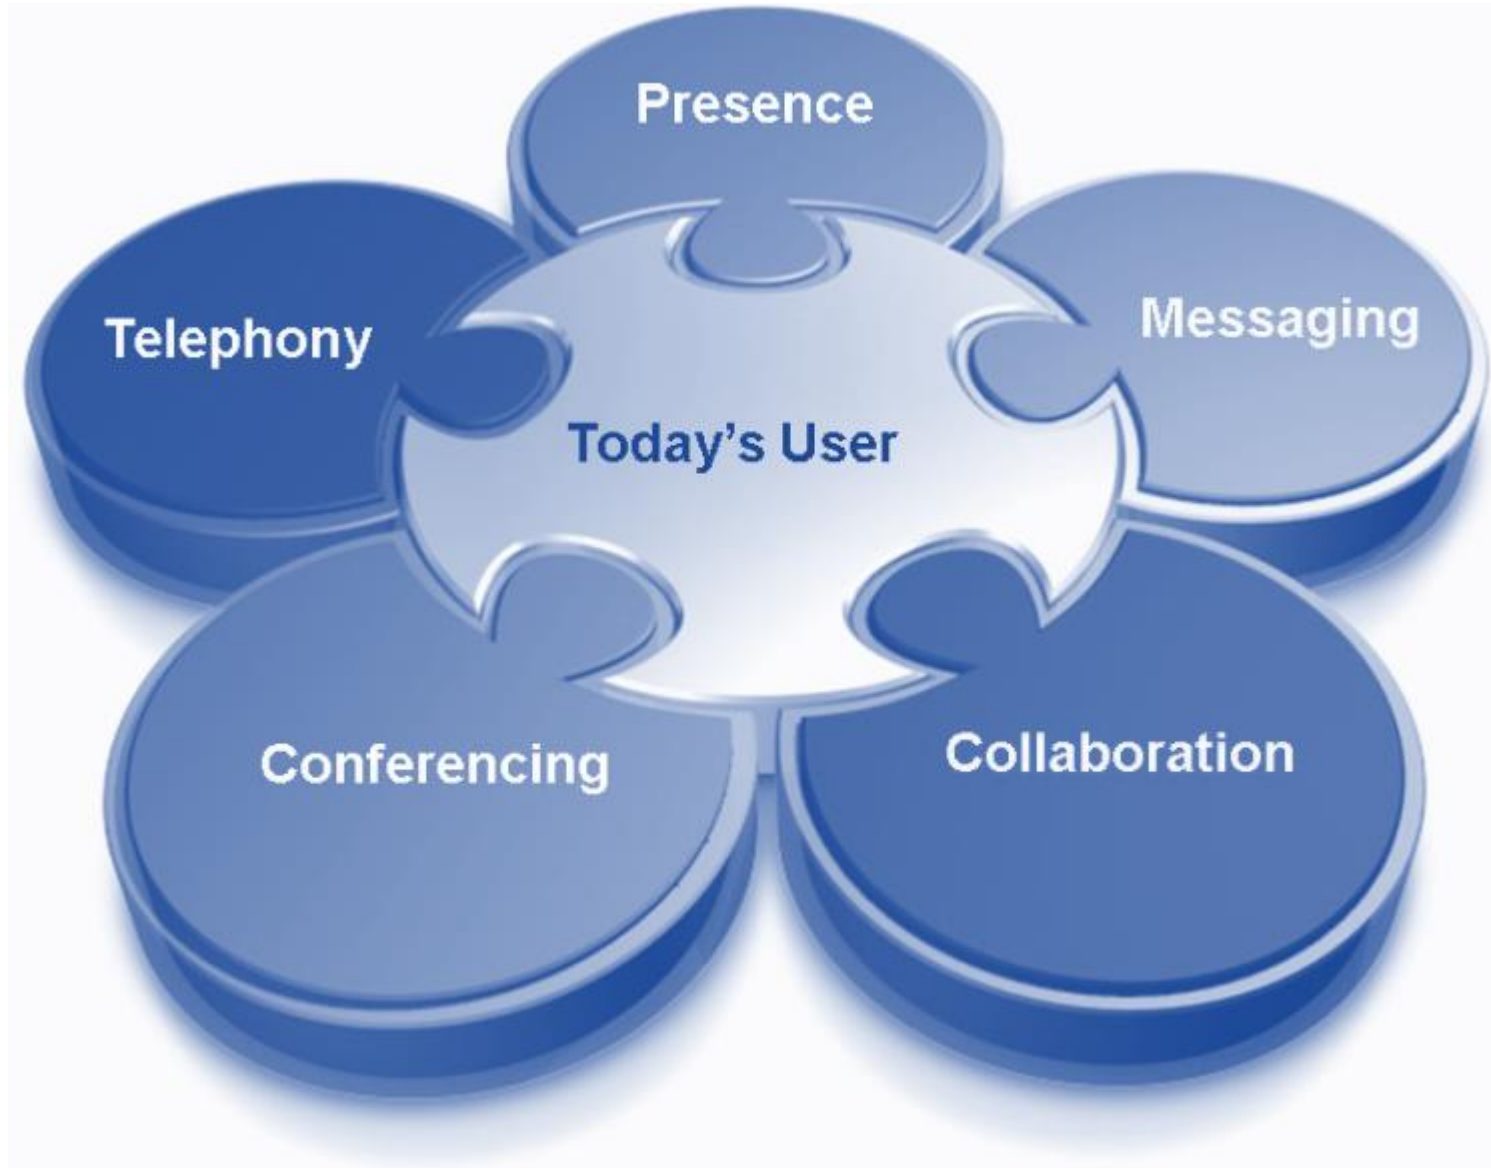 Presence
Telephony
Messaging
Today’s User
Conferencing
Collaboration